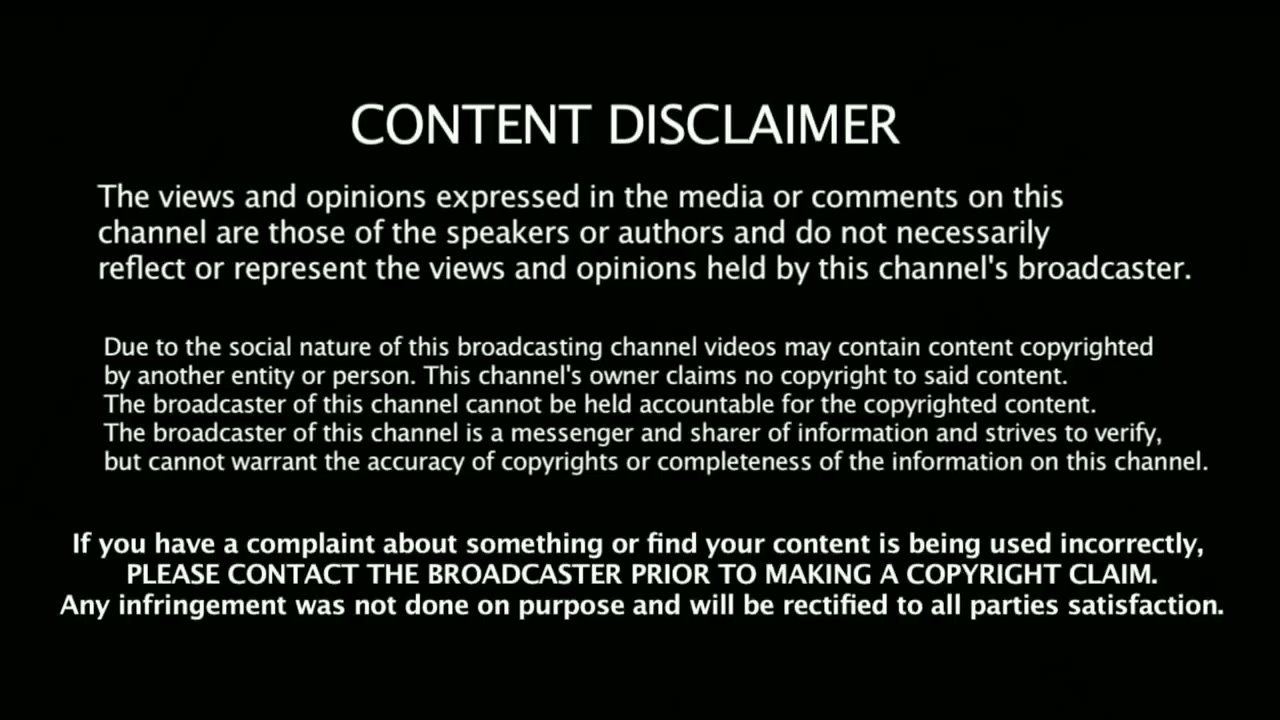 CONTENT DISCLAIMER
The views and opinions expressed in the media or comments on this
channel are those of the speakers or authors and do not necessarily
reflect or represent the views and opinions held by this channel's broadcaster.
Due to the social nature of this broadcasting channel videos may contain content copyrighted
by another entity or person. This channel's owner claims no copyright to said content.
The broadcaster of this channel cannot be held accountable for the copyrighted content.
The broadcaster of this channel is a messenger and sharer of information and strives to verify,
but cannot warrant the accuracy of copyrights or completeness of the information on this channel.
If you have a complaint about something or find your content is being used incorrectly,
PLEASE CONTACT THE BROADCASTER PRIOR TO MAKING A COPYRIGHT CLAIM.
Any infringement was not done on purpose and will be rectified to all parties satisfaction.